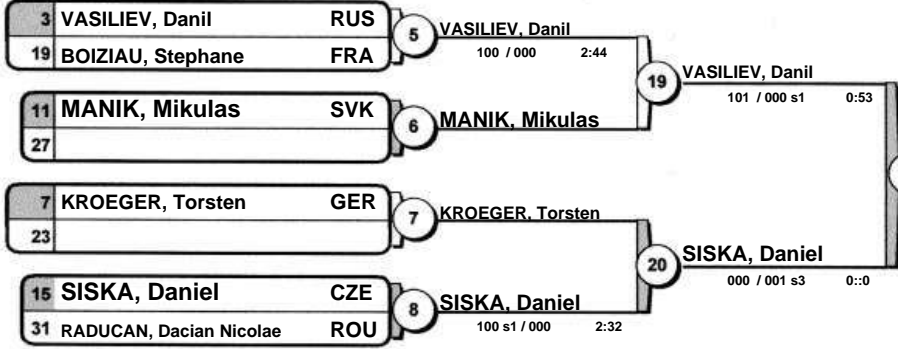 3 VASILIEV, Danil RUS
19 BOIZIAU, Stephane FRA
5
VASILIEV, Danil
100 / 000 2:44
11 MANIK, Mikulas SVK
27
6
MANIK, Mikulas
19
VASILIEV, Danil
101 / 000 s1 0:53
7 KROEGER, Torsten GER
23
7
KROEGER, Torsten
15 SISKA, Daniel CZE
31 RADUCAN, Dacian Nicolae ROU
8
SISKA, Daniel
100 s1 / 000 2:32
20
SISKA, Daniel
000 / 001 s3 0::0